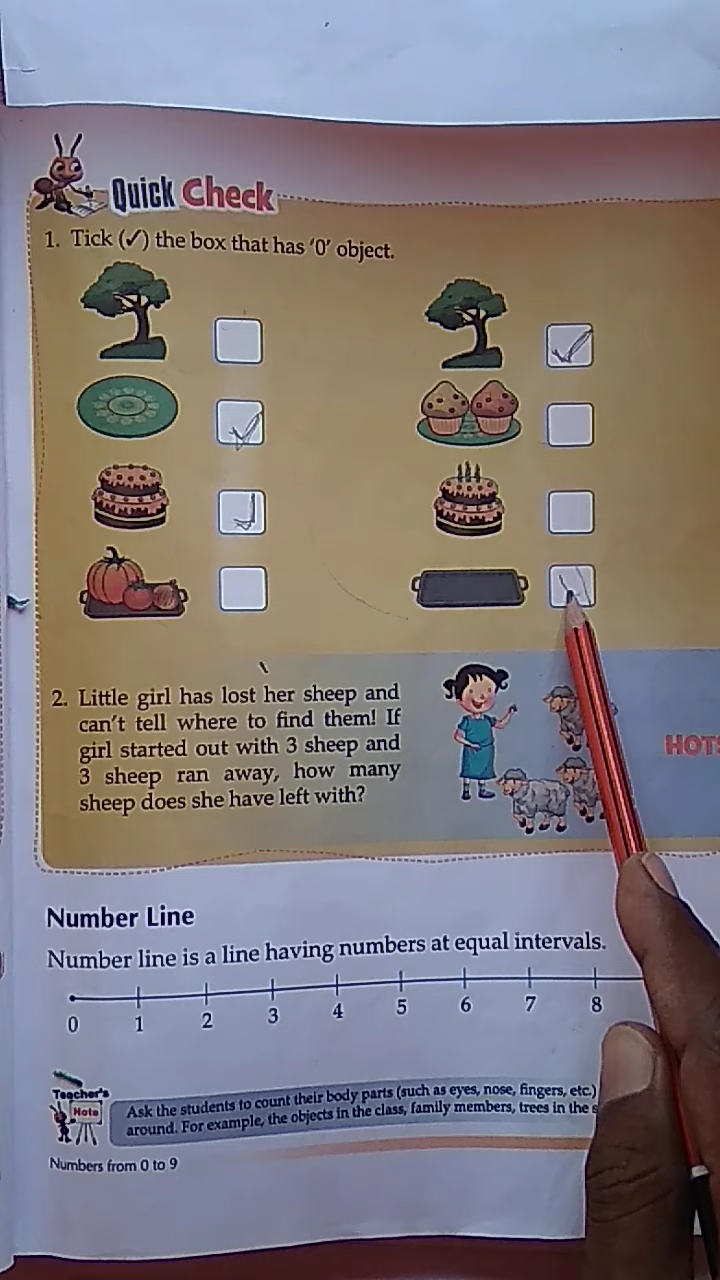 Quick Check
1. Tick (✓) the box that has '0' object.
2. Little girl has lost her sheep and
can't tell where to find them! If
girl started out with 3 sheep and
3 sheep ran away, how many
sheep does she have left with?
HOTS
Number Line
Number line is a line having numbers at equal intervals.
0 1 2 3 4 5 6 7 8
Teacher's
Note
Ask the students to count their body parts (such as eyes, nose, fingers, etc.)
around. For example, the objects in the class, family members, trees in the
Numbers from 0 to 9